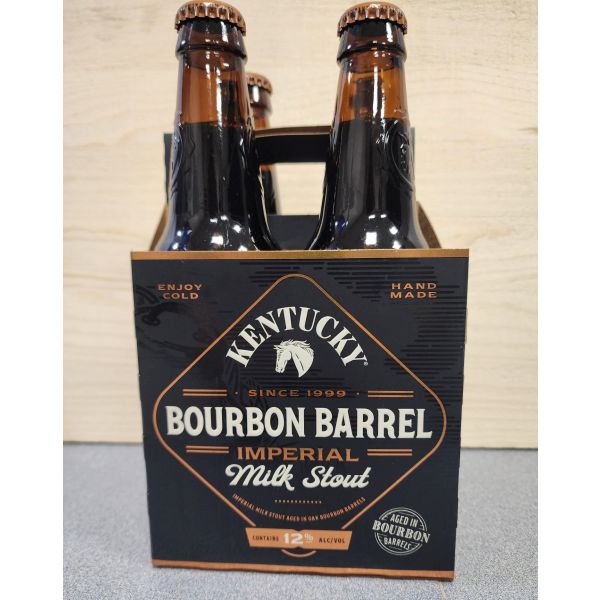 ENJOY COLD
HAND MADE
KENTUCKY®
· SINCE 1999 ·
BOURBON BARREL
IMPERIAL
Milk Stout
IMPERIAL MILK STOUT AGED IN OAK BOURBON BARRELS
CONTAINS 12% ALC/VOL
AGED IN
BOURBON
BARRELS